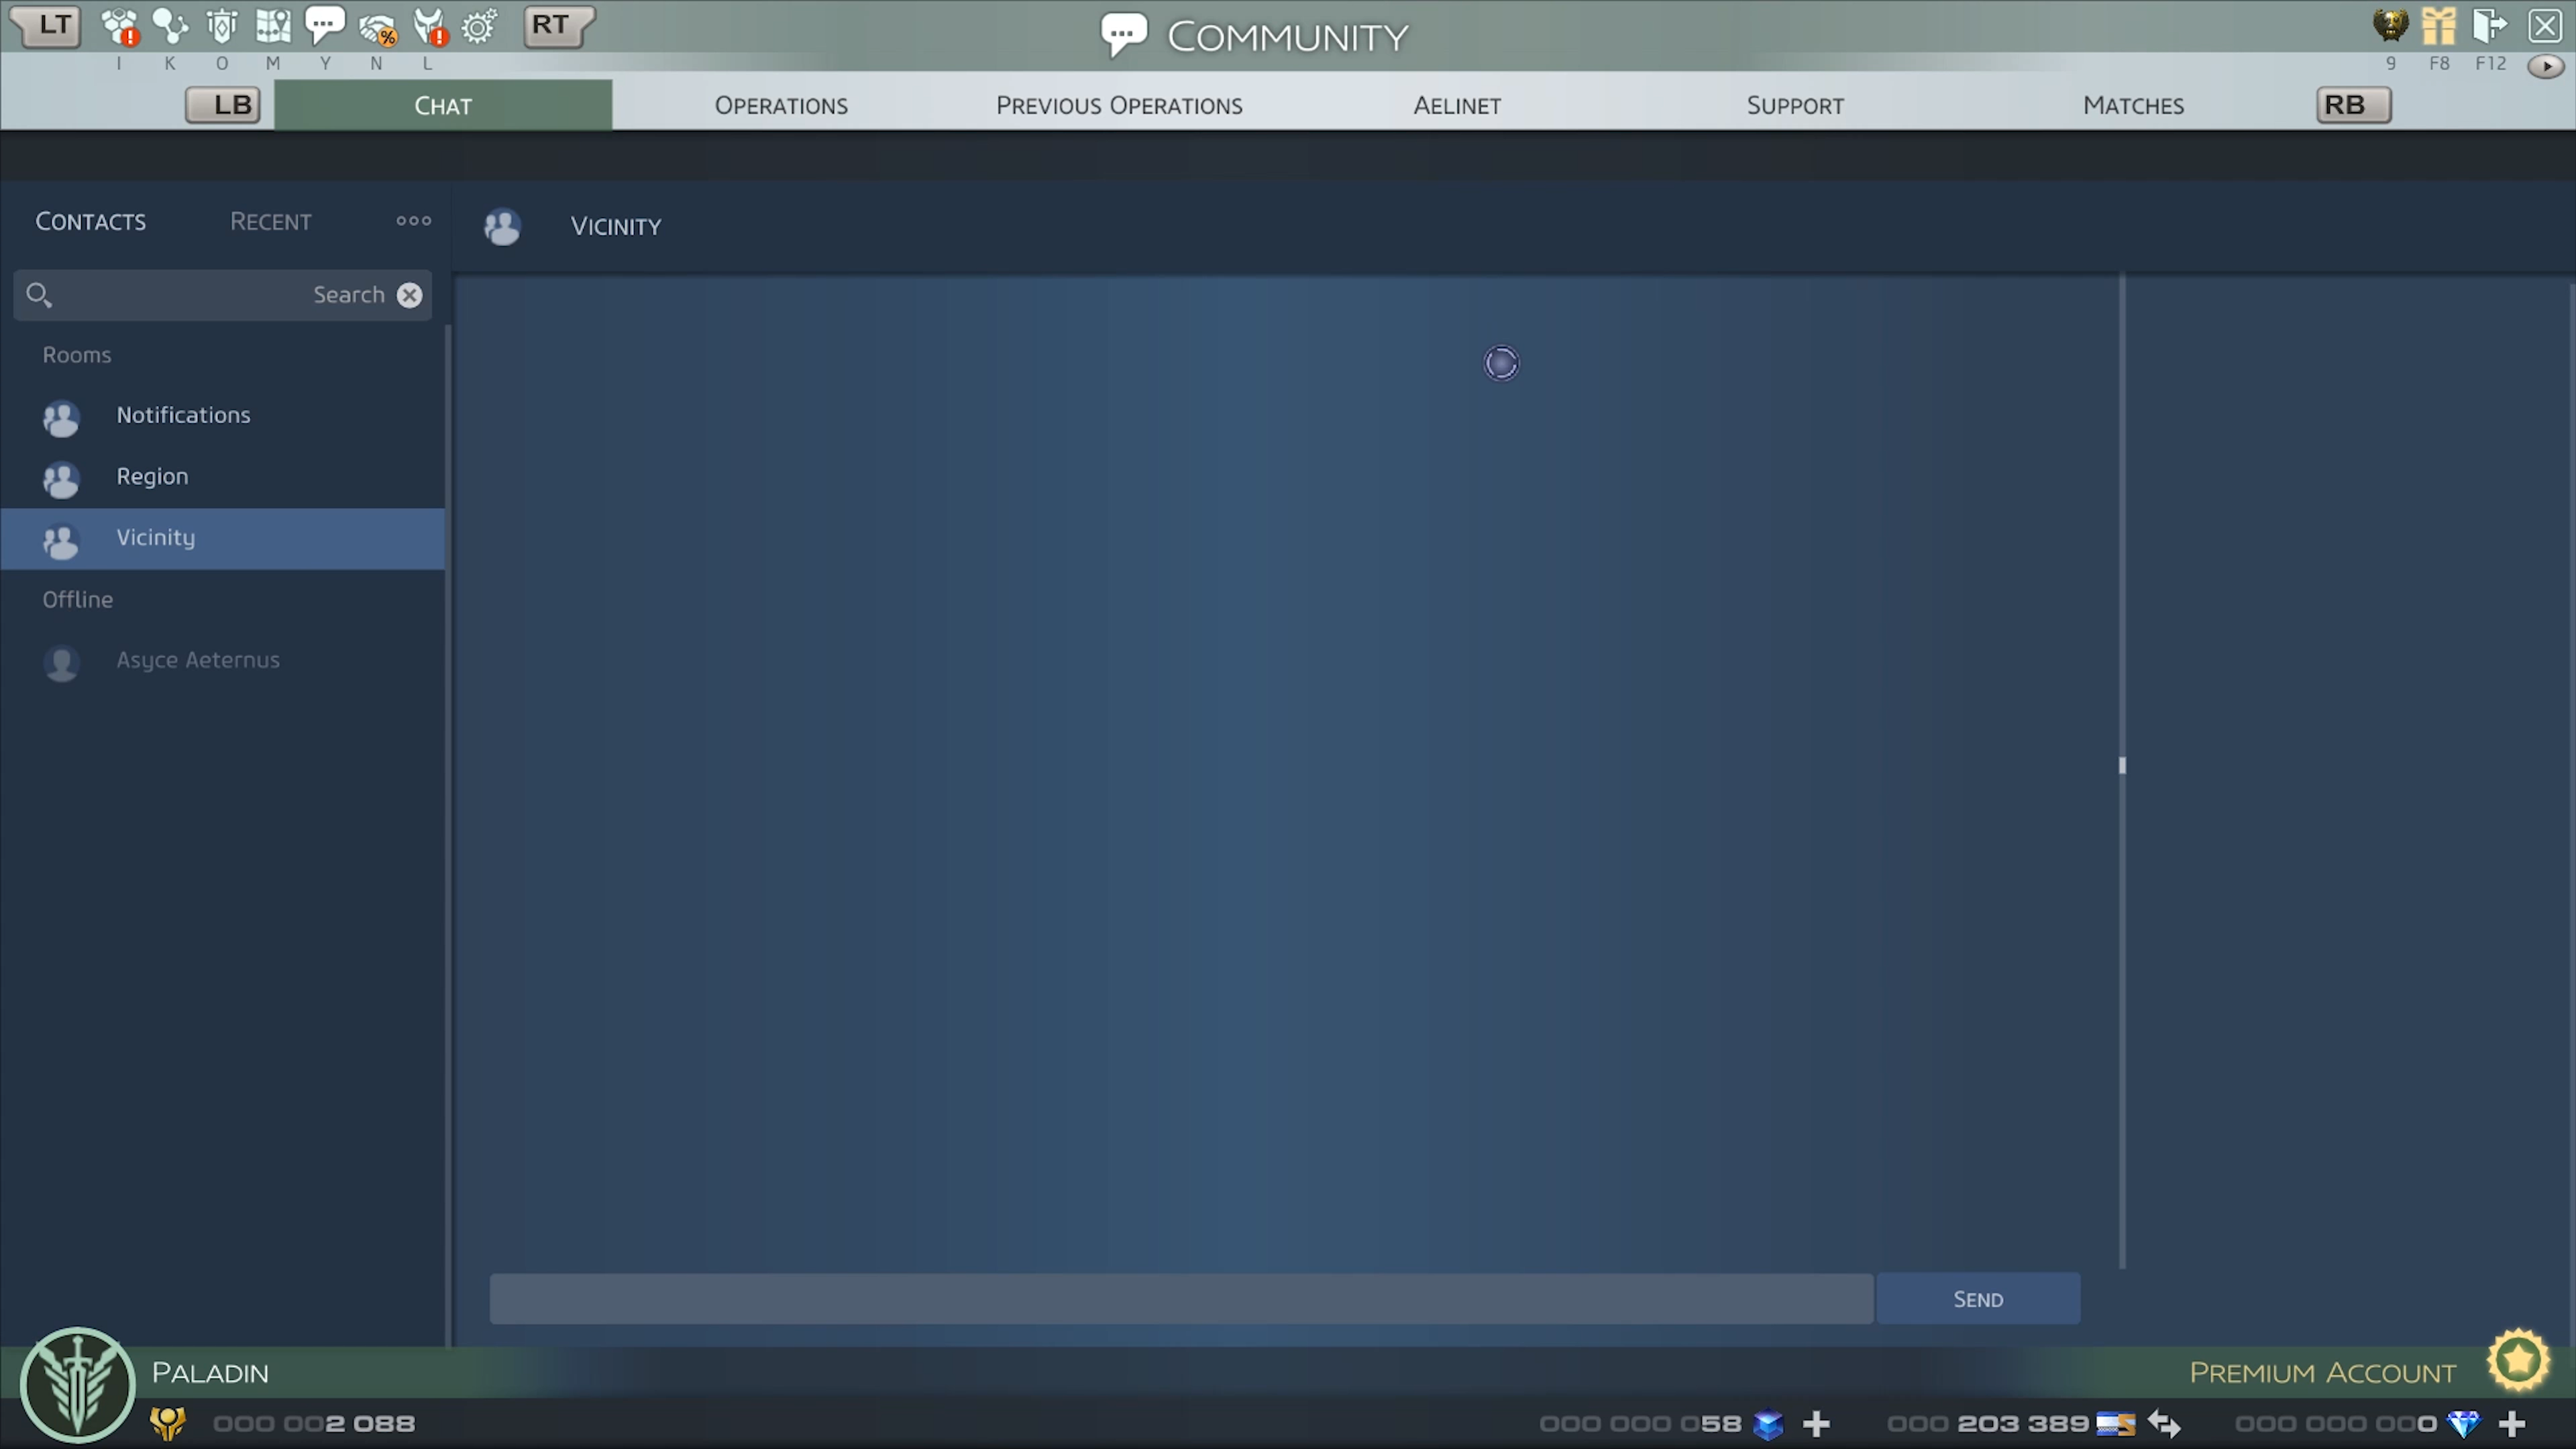 LT
RT
COMMUNITY
I K O M Y N L
9 F8 F12
LB
CHAT
OPERATIONS
PREVIOUS OPERATIONS
AELINET
SUPPORT
MATCHES
RB
CONTACTS
RECENT
VICINITY
Search
Rooms
Notifications
Region
Vicinity
Offline
Asyce Aeternus
SEND
PALADIN
PREMIUM ACCOUNT
000 002 088
000 000 058
000 203 389
000 000 000